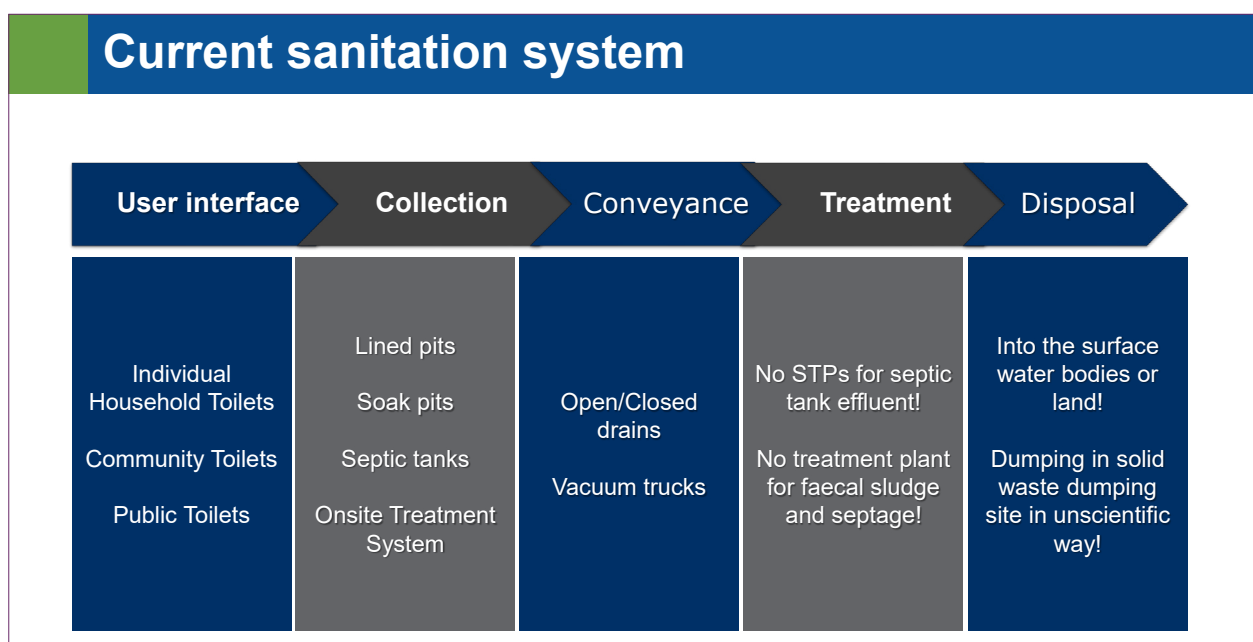 Current sanitation system
User interface
Collection
Conveyance
Treatment
Disposal
Individual
Household Toilets
Community Toilets
Public Toilets
Lined pits
Soak pits
Septic tanks
Onsite Treatment
System
Open/Closed
drains
Vacuum trucks
No STPs for septic
tank effluent!
No treatment plant
for faecal sludge
and septage!
Into the surface
water bodies or
land!
Dumping in solid
waste dumping
site in unscientific
way!